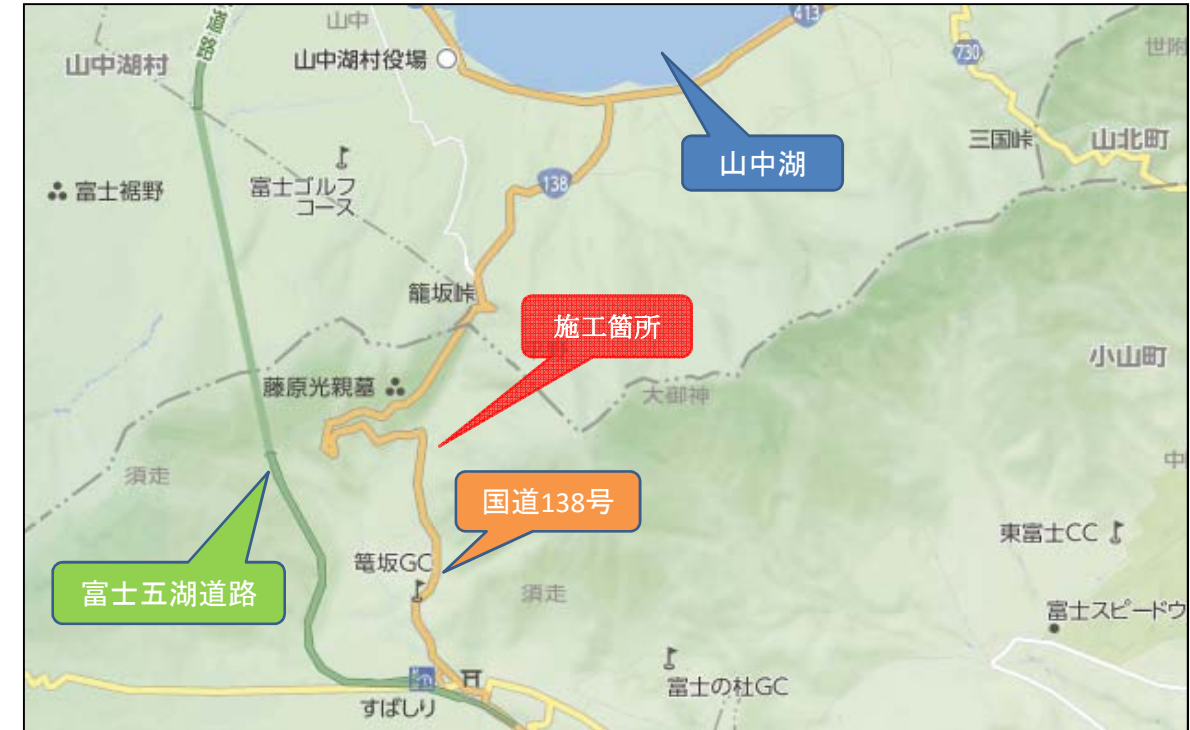 道路
山中
413
山中湖村
山中湖村役場
730
世附
山中湖
三国峠
山北町
富士裾野
富士ゴルフ
コース
138
籠坂峠
施工箇所
小山町
藤原光親墓
大御神
須走
中
国道138号
東富士CC
富士五湖道路
篭坂GC
須走
富士スピードウ
富士の杜GC
すばしり